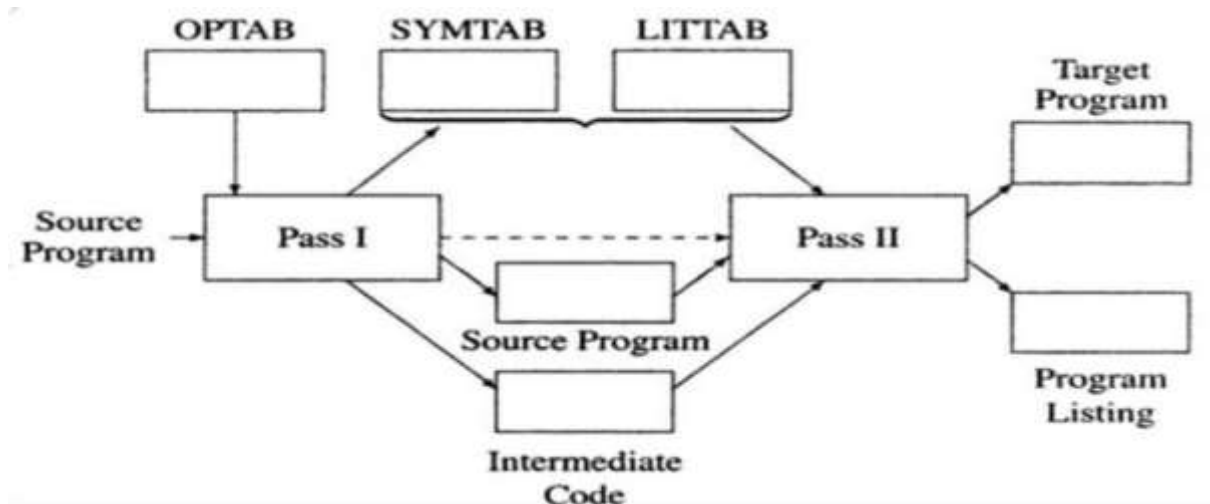 OPTAB
SYMTAB
LITTAB
Target
Program
Source
Program
Pass I
Pass II
Source Program
Program
Listing
Intermediate
Code